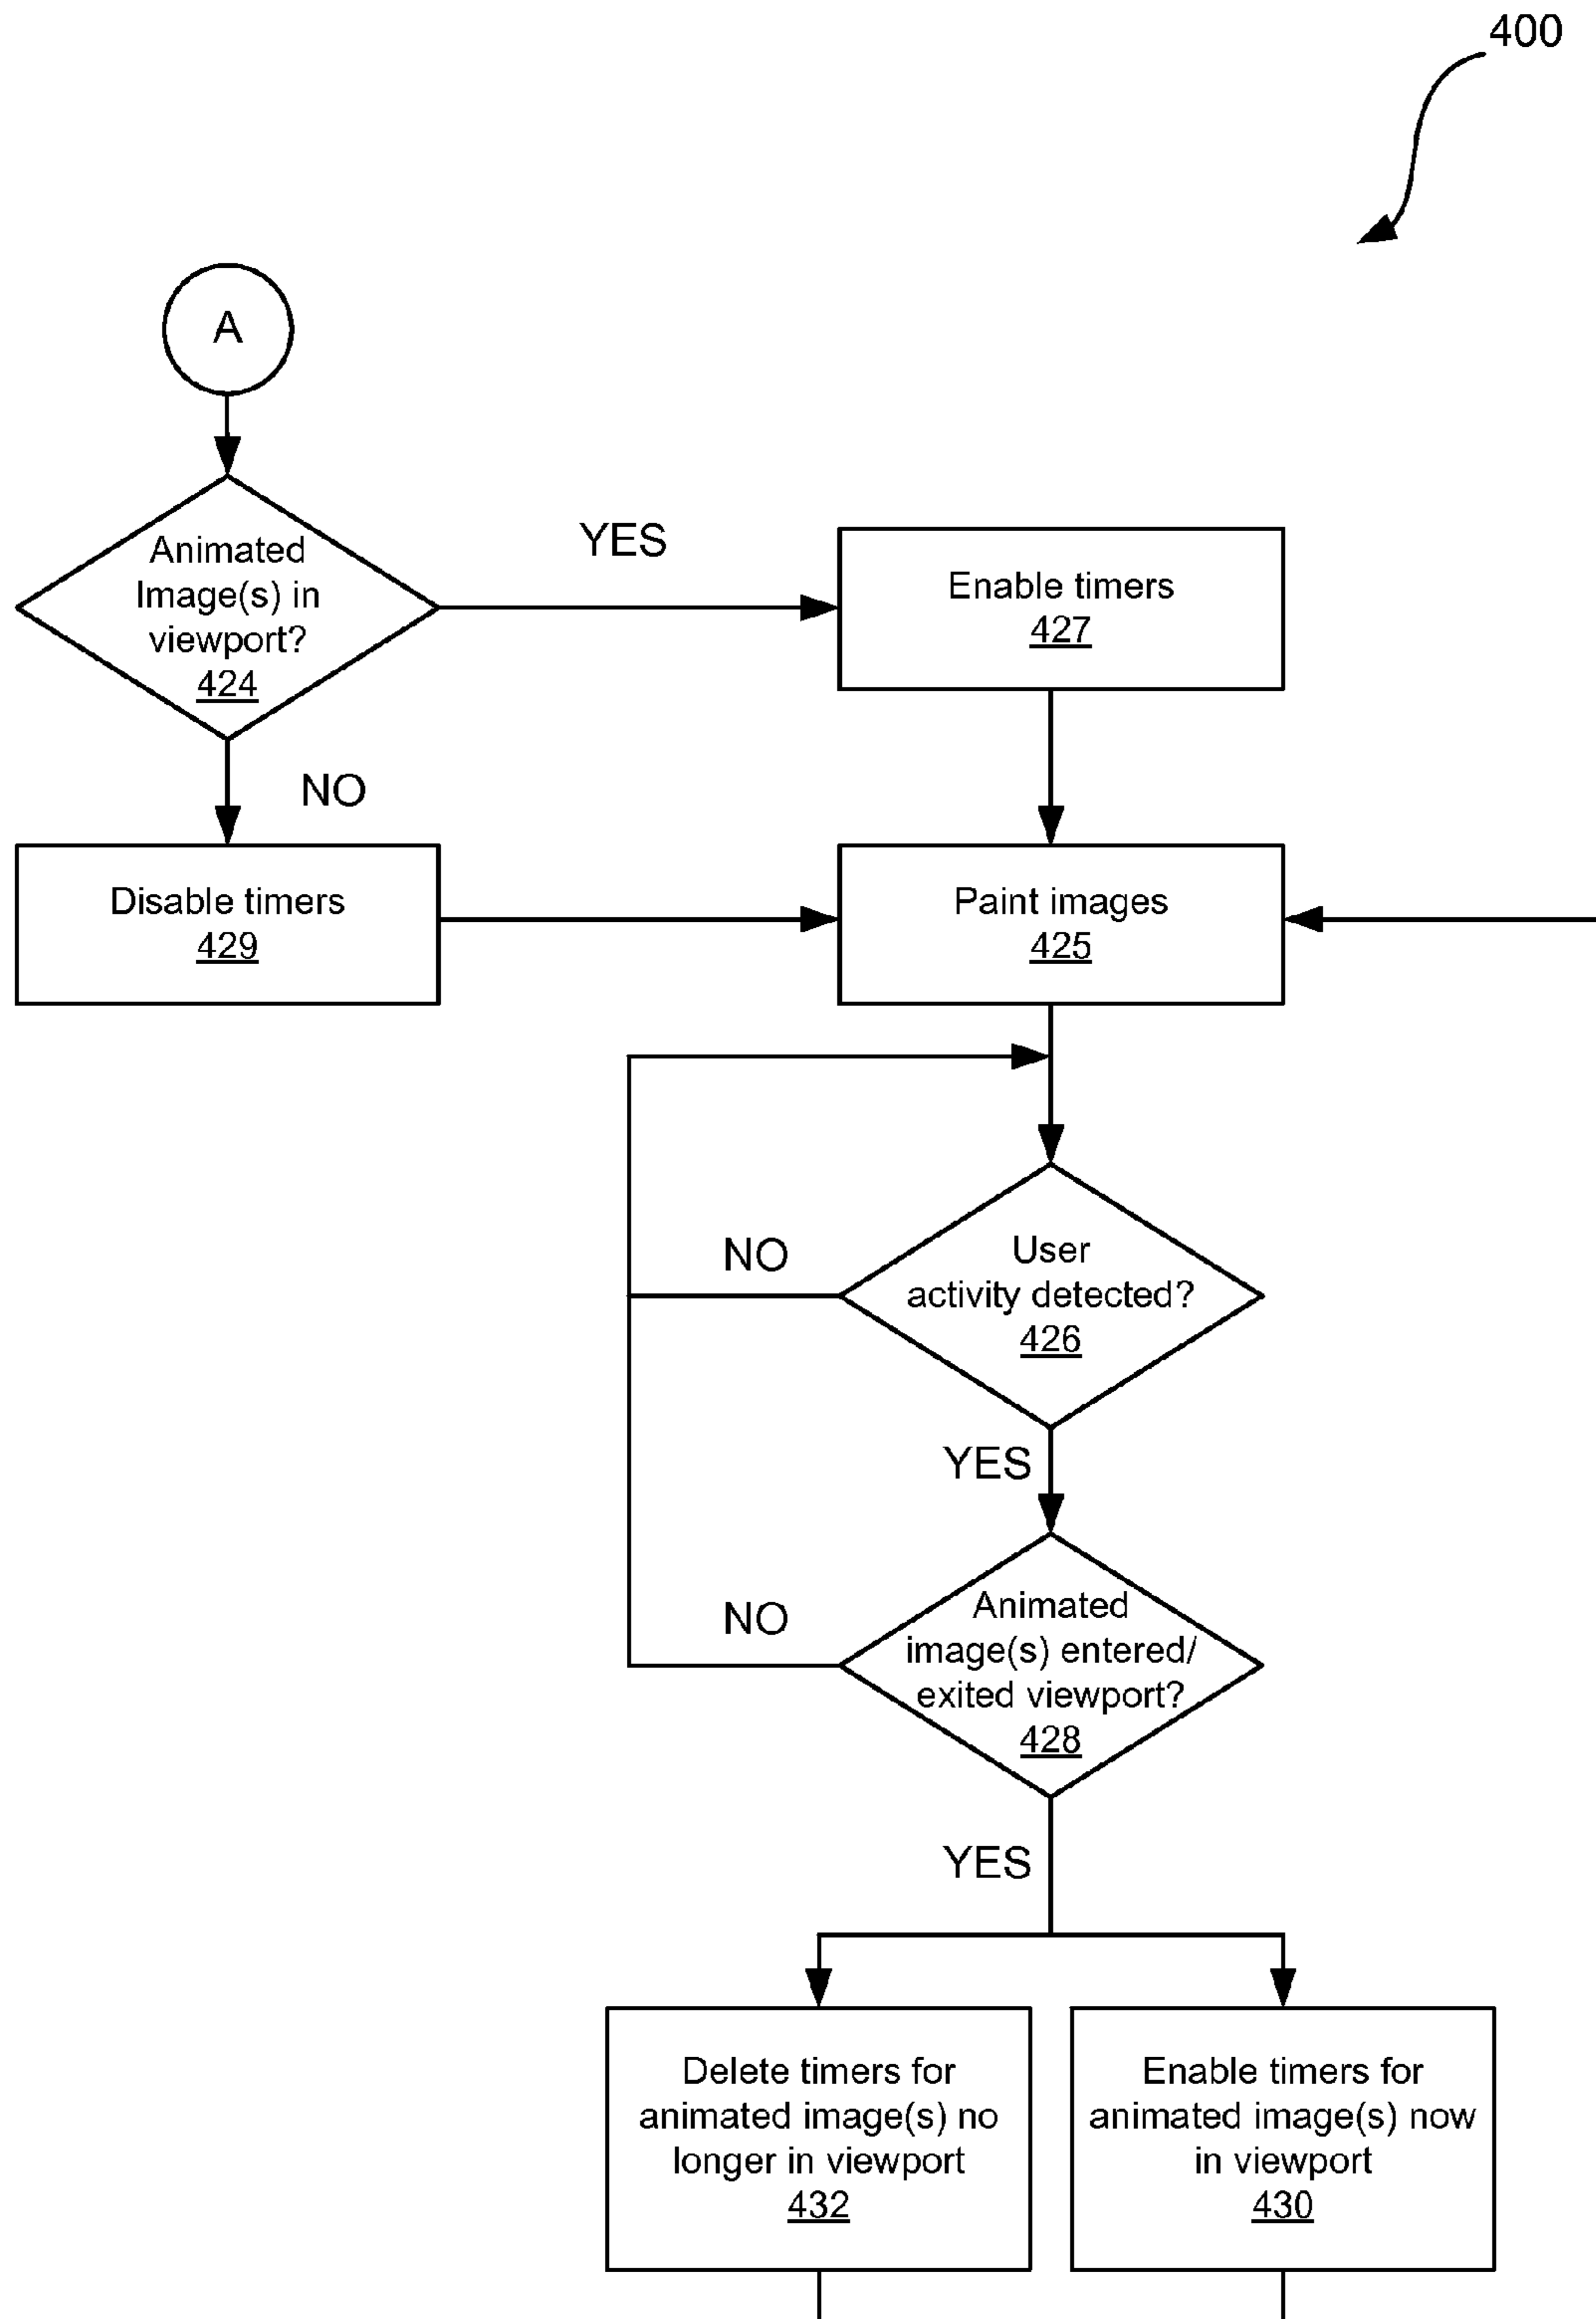 400
A
Animated
Image(s) in
viewport?
424
YES
Enable timers
427
NO
Disable timers
429
Paint images
425
NO
User
activity detected?
426
YES
NO
Animated
image(s) entered/
exited viewport?
428
YES
Delete timers for
animated image(s) no
longer in viewport
432
Enable timers for
animated image(s) now
in viewport
430